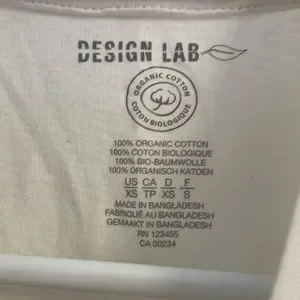 DESIGN LAB
ORGANIC COTTON
COTON BIOLOGIQUE
100% ORGANIC COTTON
100% COTON BIOLOGIQUE
100% BIO-BAUMWOLLE
100% ORGANISCH KATOEN
US CA D F
XS TP XS S
MADE IN BANGLADESH
FABRIQUÉ AU BANGLADESH
GEMAAKT IN BANGLADESH
RN 123455
CA 00234